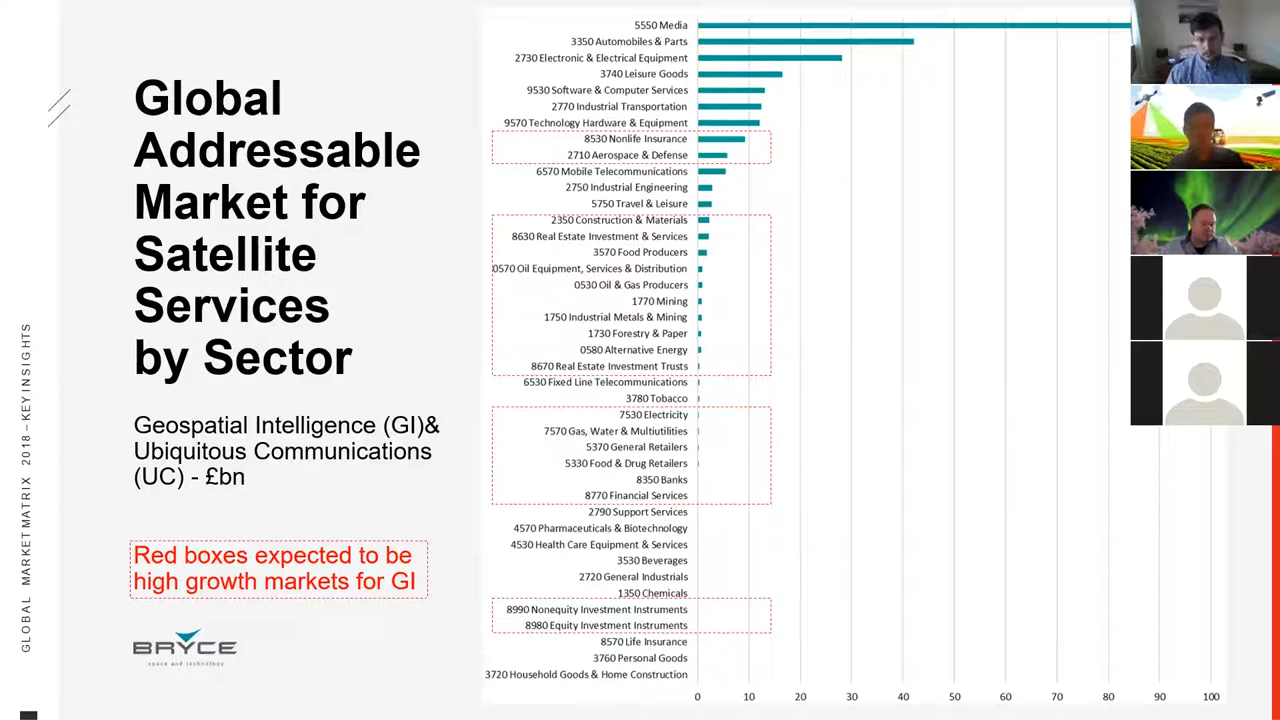 Global
Addressable
Market for
Satellite
Services
by Sector
Geospatial Intelligence (GI)&
Ubiquitous Communications
(UC) - £bn
Red boxes expected to be
high growth markets for GI
BRYCE
space and technology
GLOBAL MARKET MATRIX 2018 – KEY INSIGHTS
5550 Media
3350 Automobiles & Parts
2730 Electronic & Electrical Equipment
3740 Leisure Goods
9530 Software & Computer Services
2770 Industrial Transportation
9570 Technology Hardware & Equipment
8530 Nonlife Insurance
2710 Aerospace & Defense
6570 Mobile Telecommunications
2750 Industrial Engineering
5750 Travel & Leisure
2350 Construction & Materials
8630 Real Estate Investment & Services
3570 Food Producers
0570 Oil Equipment, Services & Distribution
0530 Oil & Gas Producers
1770 Mining
1750 Industrial Metals & Mining
1730 Forestry & Paper
0580 Alternative Energy
8670 Real Estate Investment Trusts
6530 Fixed Line Telecommunications
3780 Tobacco
7530 Electricity
7570 Gas, Water & Multiutilities
5370 General Retailers
5330 Food & Drug Retailers
8350 Banks
8770 Financial Services
2790 Support Services
4570 Pharmaceuticals & Biotechnology
4530 Health Care Equipment & Services
3530 Beverages
2720 General Industrials
1350 Chemicals
8990 Nonequity Investment Instruments
8980 Equity Investment Instruments
8570 Life Insurance
3760 Personal Goods
3720 Household Goods & Home Construction
0 10 20 30 40 50 60 70 80 90 100